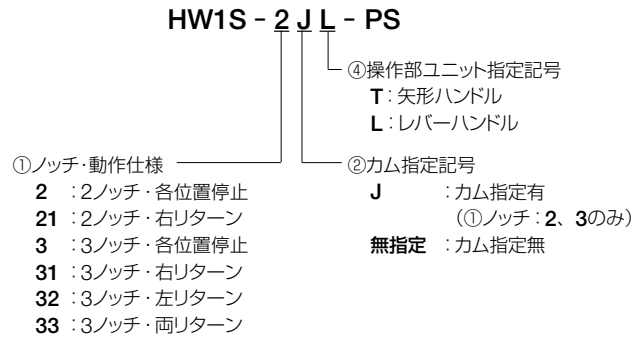 HW1S - 2 J L - PS
④操作部ユニット指定記号
T：矢形ハンドル
L：レバーハンドル
①ノッチ・動作仕様
2 ：2ノッチ・各位置停止
21 ：2ノッチ・右リターン
3 ：3ノッチ・各位置停止
31 ：3ノッチ・右リターン
32 ：3ノッチ・左リターン
33 ：3ノッチ・両リターン
②カム指定記号
J ：カム指定有
（①ノッチ：2、3のみ）
無指定 ：カム指定無